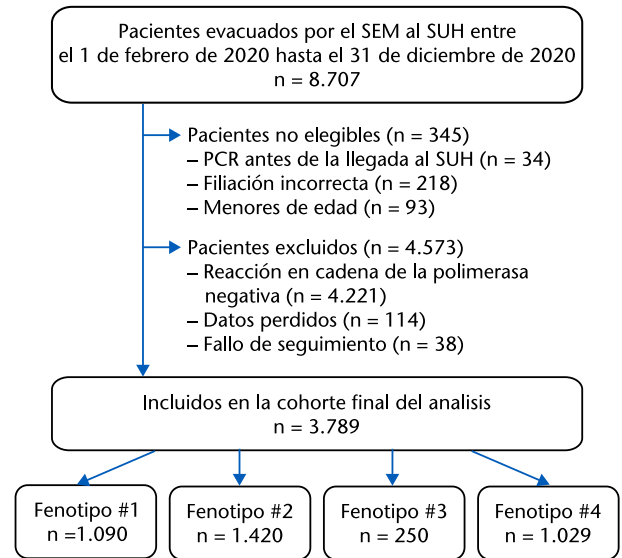 Pacientes evacuados por el SEM al SUH entre
el 1 de febrero de 2020 hasta el 31 de diciembre de 2020
n = 8.707
Pacientes no elegibles (n = 345)
– PCR antes de la llegada al SUH (n = 34)
– Filiación incorrecta (n = 218)
– Menores de edad (n = 93)
Pacientes excluidos (n = 4.573)
– Reacción en cadena de la polimerasa
negativa (n = 4.221)
– Datos perdidos (n = 114)
– Fallo de seguimiento (n = 38)
Incluidos en la cohorte final del analisis
n = 3.789
Fenotipo #1
n =1.090
Fenotipo #2
n = 1.420
Fenotipo #3
n = 250
Fenotipo #4
n = 1.029